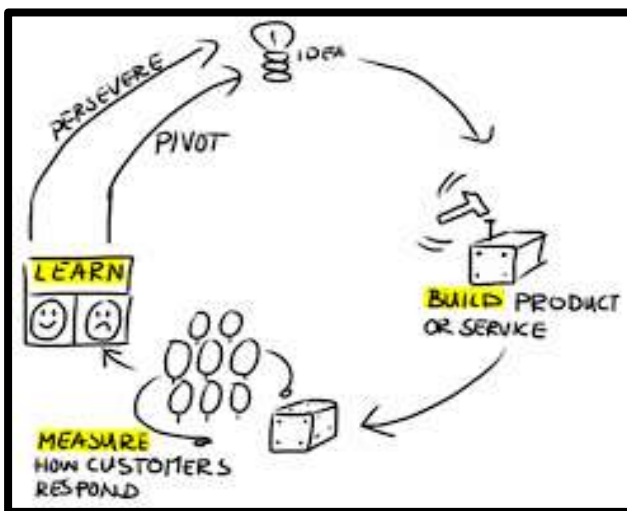 IDEA
PERSEVERE
PIVOT
LEARN
BUILD PRODUCT
OR SERVICE
MEASURE
HOW CUSTOMERS
RESPOND